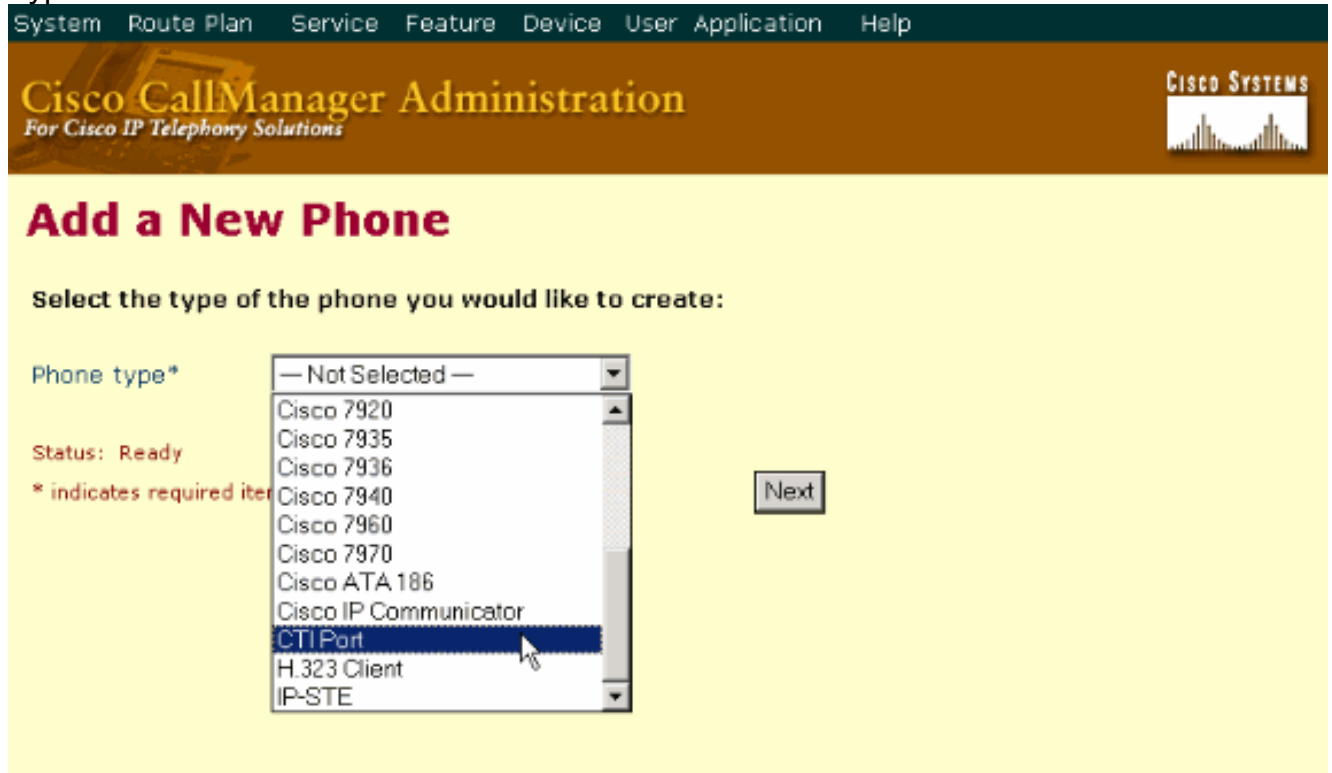 System Route Plan Service Feature Device User Application Help
Cisco CallManager Administration
For Cisco IP Telephony Solutions
CISCO SYSTEMS
Add a New Phone
Select the type of the phone you would like to create:
Phone type* — Not Selected —
Cisco 7920
Cisco 7935
Cisco 7936
Cisco 7940
Cisco 7960
Cisco 7970
Cisco ATA 186
Cisco IP Communicator
CTI Port
H.323 Client
IP-STE
Status: Ready
* indicates required
Next